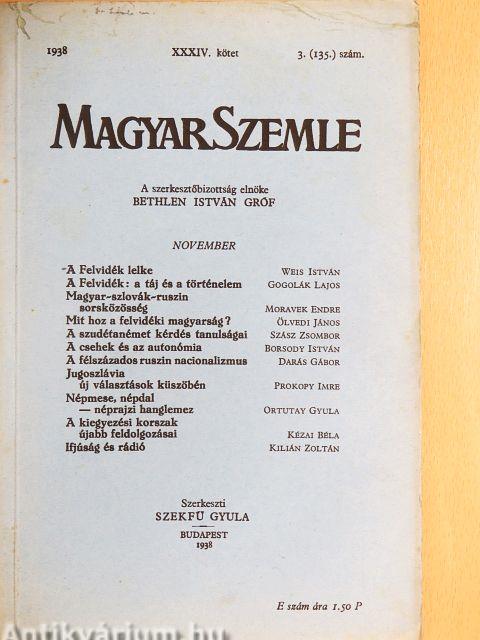 1938 XXXIV. kötet 3. (135.) szám.
MAGYAR SZEMLE
A szerkesztőbizottság elnöke
BETHLEN ISTVÁN GRÓF
NOVEMBER
A Felvidék lelke WEIS ISTVÁN
A Felvidék: a táj és a történelem GOGOLÁK LAJOS
Magyar-szlovák-ruszin
sorsközösség MORAVEK ENDRE
Mit hoz a felvidéki magyarság? ÖLVEDI JÁNOS
A szudétanémet kérdés tanulságai SZÁSZ ZSOMBOR
A csehek és az autonómia BORSODY ISTVÁN
A félszázados ruszin nacionalizmus DARÁS GÁBOR
Jugoszlávia
új választások küszöbén PROKOPY IMRE
Népmese, népdal
— néprajzi hanglemez ORTUTAY GYULA
A kiegyezési korszak
újabb feldolgozásai KÉZAI BÉLA
Ifjúság és rádió KILIÁN ZOLTÁN
Szerkeszti
SZEKFŰ GYULA
BUDAPEST
1938
E szám ára 1.50 P
Antikvárium.hu